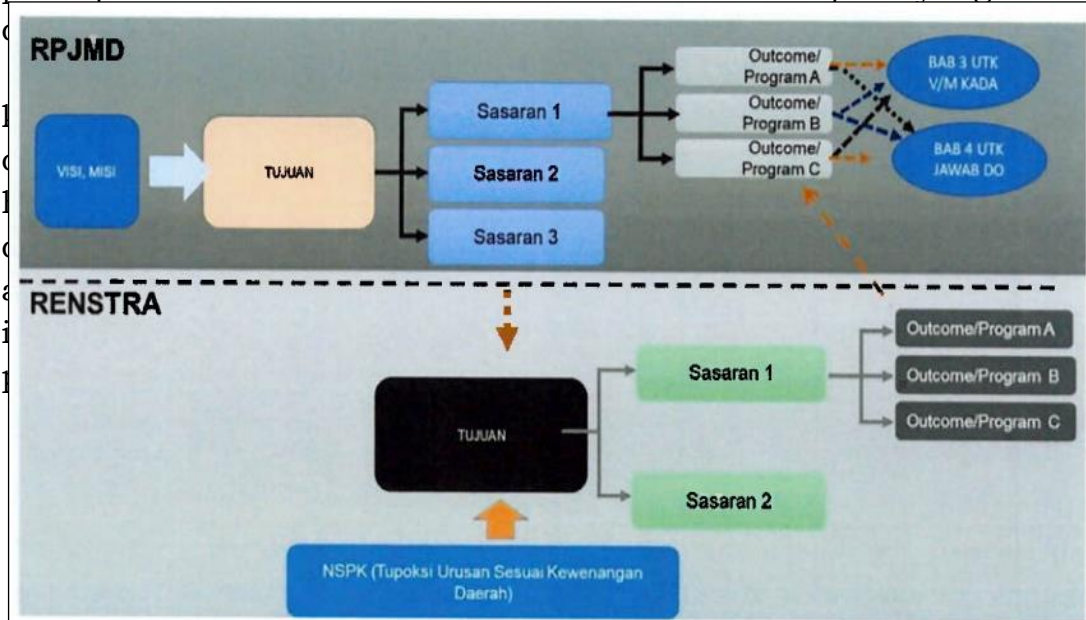 RPJMD
VISI, MISI
TUJUAN
Sasaran 1
Sasaran 2
Sasaran 3
Outcome/
Program A
Outcome/
Program B
Outcome/
Program C
BAB 3 UTK
V/M KADA
BAB 4 UTK
JAWAB DO
RENSTRA
TUJUAN
Sasaran 1
Sasaran 2
Outcome/Program A
Outcome/Program B
Outcome/Program C
NSPK (Tupoksi Urusan Sesuai Kewenangan
Daerah)